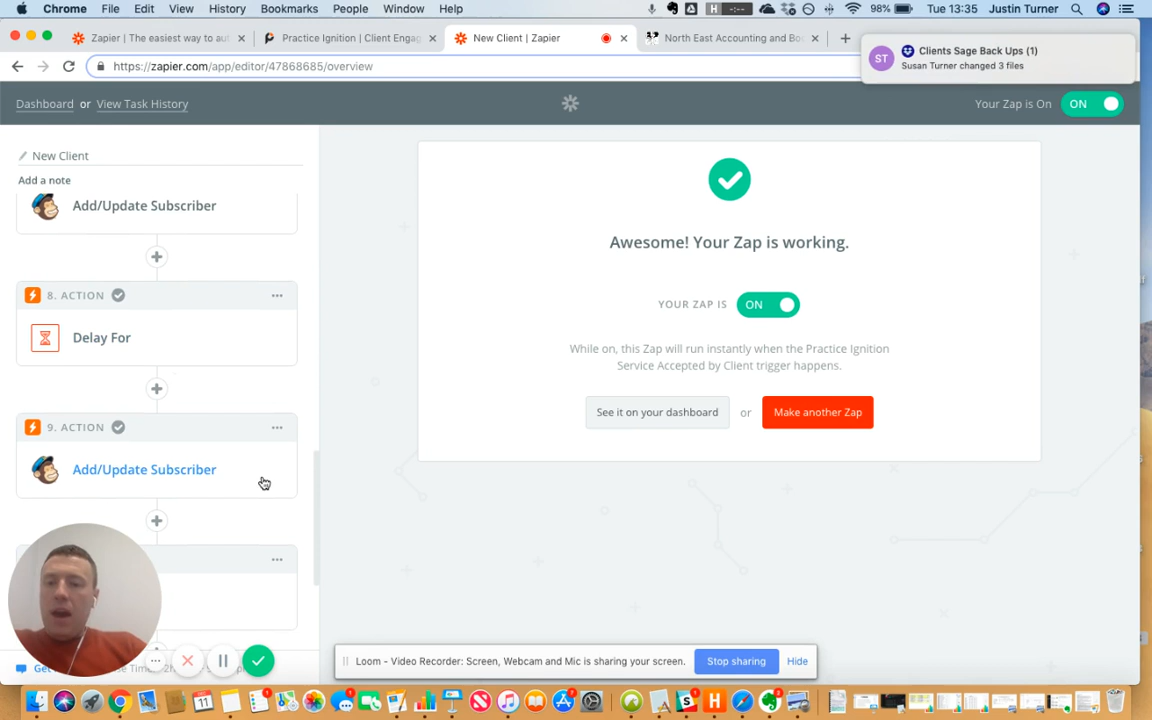 Chrome File Edit View History Bookmarks People Window Help 98% Tue 13:35 Justin Turner
Zapier | The easiest way to aut
Practice Ignition | Client Engag
New Client | Zapier
North East Accounting and Boo
ST
Clients Sage Back Ups (1)
Susan Turner changed 3 files
https://zapier.com/app/editor/47868685/overview
Dashboard or View Task History
Your Zap is On ON
New Client
Add a note
Add/Update Subscriber
8. ACTION
Delay For
9. ACTION
Add/Update Subscriber
Awesome! Your Zap is working.
YOUR ZAP IS ON
While on, this Zap will run instantly when the Practice Ignition
Service Accepted by Client trigger happens.
See it on your dashboard or Make another Zap
Loom - Video Recorder: Screen, Webcam and Mic is sharing your screen. Stop sharing Hide